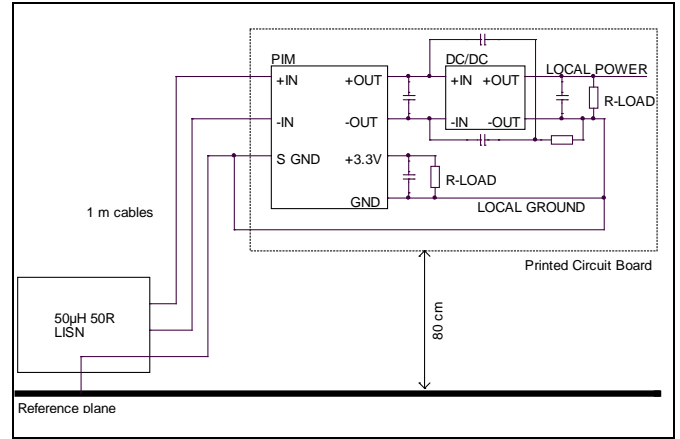 PIM
DC/DC
LOCAL POWER
+IN +OUT
+IN +OUT
R-LOAD
-IN -OUT
-IN -OUT
S GND +3.3V
R-LOAD
GND
LOCAL GROUND
1 m cables
Printed Circuit Board
50µH 50R
LISN
80 cm
Reference plane